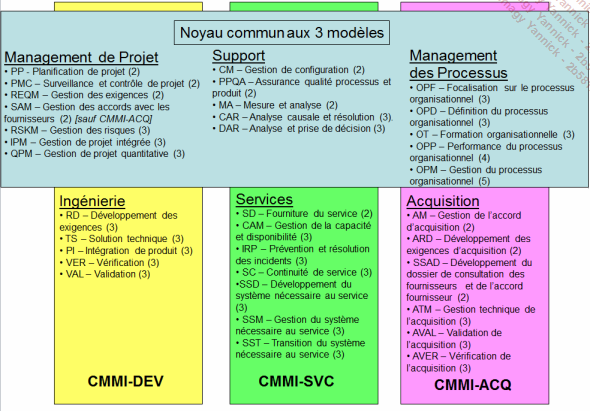 Noyau commun aux 3 modèles
Management de Projet
• PP - Planification de projet (2)
• PMC – Surveillance et contrôle de projet (2)
• REQM – Gestion des exigences (2)
• SAM – Gestion des accords avec les
fournisseurs (2) [sauf CMMI-ACQ]
• RSKM – Gestion des risques (3)
• IPM – Gestion de projet intégrée (3)
• QPM – Gestion de projet quantitative (3)
Support
• CM – Gestion de configuration (2)
• PPQA – Assurance qualité processus et
produit (2)
• MA – Mesure et analyse (2)
• CAR – Analyse causale et résolution (3).
• DAR – Analyse et prise de décision (3)
Management
des Processus
• OPF – Focalisation sur le processus
organisationnel (3)
• OPD – Définition du processus
organisationnel (3)
• OT – Formation organisationnelle (3)
• OPP – Performance du processus
organisationnel (4)
• OPM – Gestion du processus
organisationnel (5)
Ingénierie
• RD – Développement des
exigences (3)
• TS – Solution technique (3)
• PI – Intégration de produit (3)
• VER – Vérification (3)
• VAL – Validation (3)
CMMI-DEV
Services
• SD – Fourniture du service (2)
• CAM – Gestion de la capacité
et disponibilité (3)
• IRP – Prévention et résolution
des incidents (3)
• SC – Continuité de service (3)
•SSD – Développement du
système nécessaire au service
(3)
• SSM – Gestion du système
nécessaire au service (3)
• SST – Transition du système
nécessaire au service (3)
CMMI-SVC
Acquisition
• AM – Gestion de l'accord
d'acquisition (2)
• ARD – Développement des
exigences d'acquisition (2)
• SSAD – Développement du
dossier de consultation des
fournisseurs et de l'accord
fournisseur (2)
• ATM – Gestion technique de
l'acquisition (3)
• AVAL – Validation de
l'acquisition (3)
• AVER – Vérification de
l'acquisition (3)
CMMI-ACQ